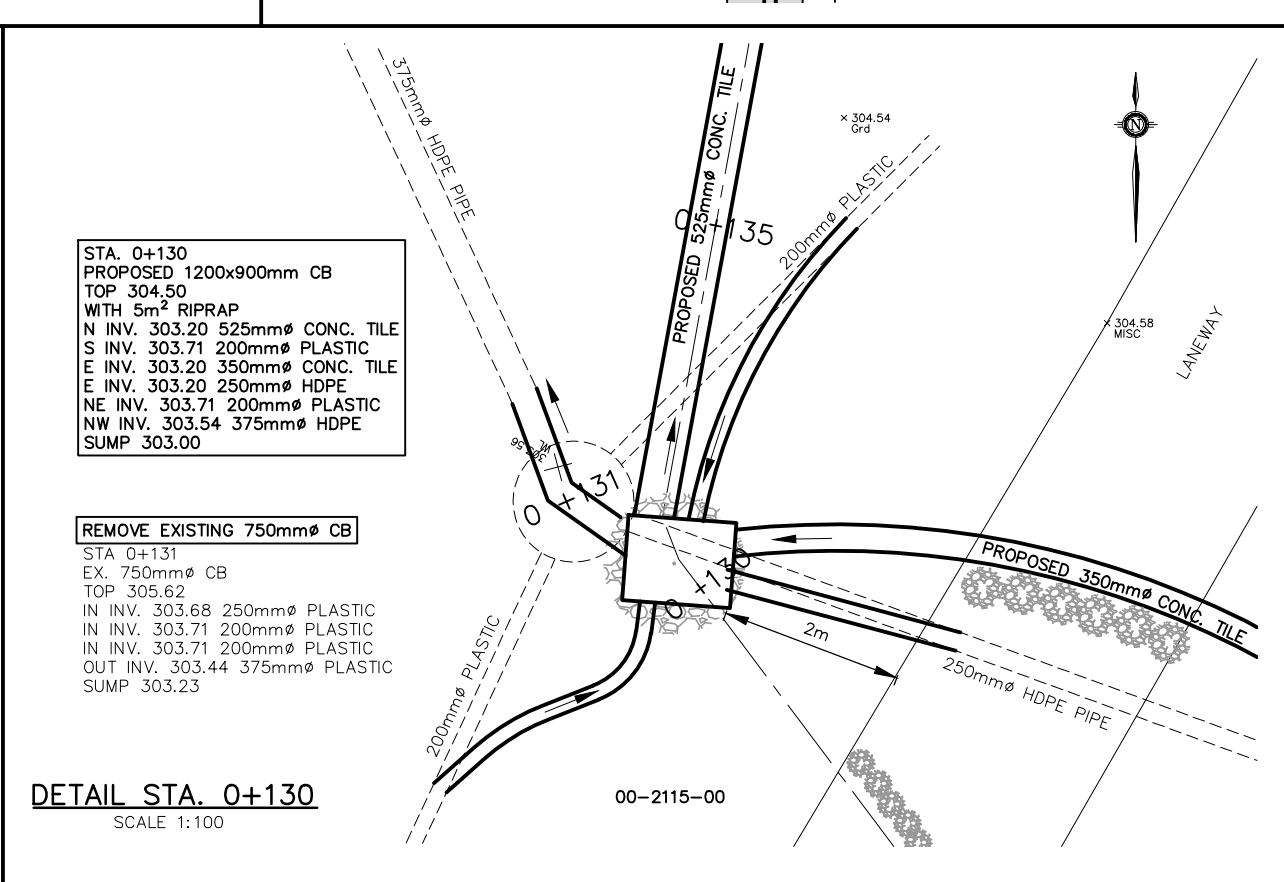 375mmø HDPE PIPE
PROPOSED 525mmø CONC. TILE
× 304.54
Grd
N
200mmø PLASTIC
0+135
STA. 0+130
PROPOSED 1200x900mm CB
TOP 304.50
WITH 5m² RIPRAP
N INV. 303.20 525mmø CONC. TILE
S INV. 303.71 200mmø PLASTIC
E INV. 303.20 350mmø CONC. TILE
E INV. 303.20 250mmø HDPE
NE INV. 303.71 200mmø PLASTIC
NW INV. 303.54 375mmø HDPE
SUMP 303.00
× 304.58
MISC
LANEWAY
WL
0+131
REMOVE EXISTING 750mmø CB
STA 0+131
EX. 750mmø CB
TOP 305.62
IN INV. 303.68 250mmø PLASTIC
IN INV. 303.71 200mmø PLASTIC
IN INV. 303.71 200mmø PLASTIC
OUT INV. 303.44 375mmø PLASTIC
SUMP 303.23
0+130
PROPOSED 350mmø CONC. TILE
2m
250mmø HDPE PIPE
200mmø PLASTIC
DETAIL STA. 0+130
SCALE 1:100
00-2115-00